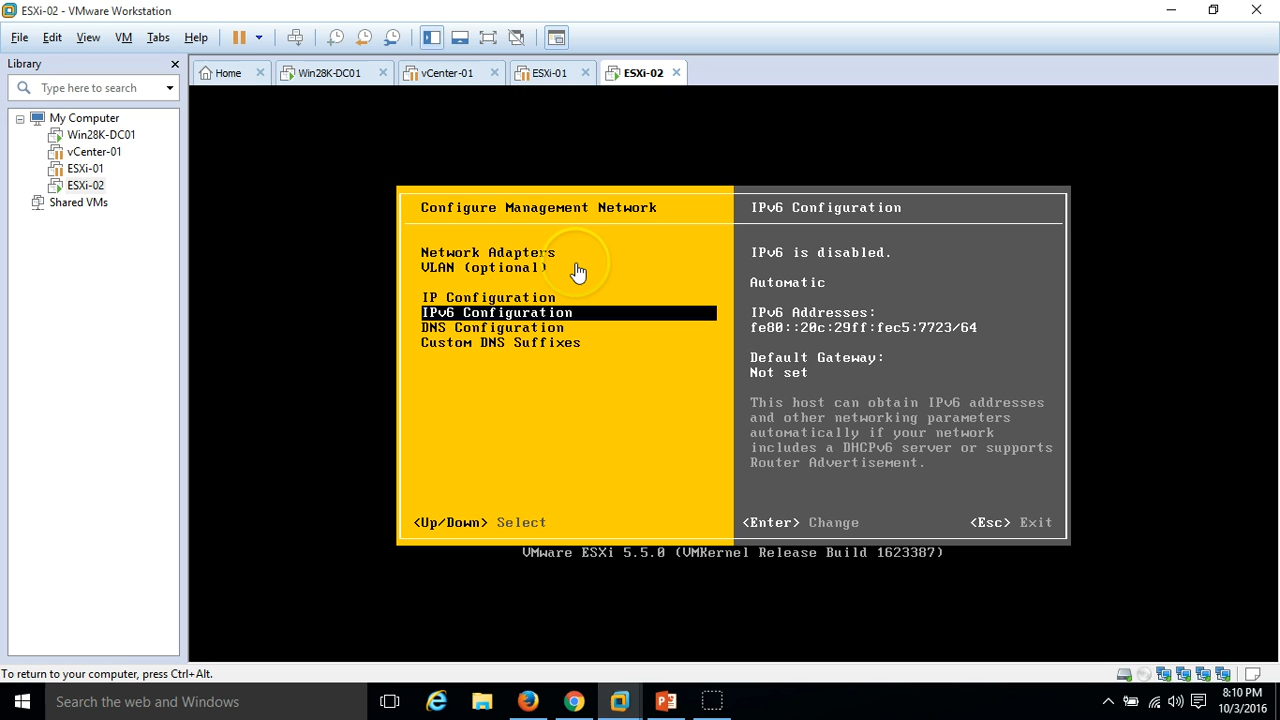 ESXi-02 - VMware Workstation
File Edit View VM Tabs Help
Library
Type here to search
My Computer
Win28K-DC01
vCenter-01
ESXi-01
ESXi-02
Shared VMs
Home
Win28K-DC01
vCenter-01
ESXi-01
ESXi-02
Configure Management Network
Network Adapters
VLAN (optional)
IP Configuration
IPv6 Configuration
DNS Configuration
Custom DNS Suffixes
<Up/Down> Select
IPv6 Configuration
IPv6 is disabled.
Automatic
IPv6 Addresses:
fe80::20c:29ff:fec5:7723/64
Default Gateway:
Not set
This host can obtain IPv6 addresses
and other networking parameters
automatically if your network
includes a DHCPv6 server or supports
Router Advertisement.
<Enter> Change
<Esc> Exit
VMware ESXi 5.5.0 (VMKernel Release Build 1623387)
To return to your computer, press Ctrl+Alt.
Search the web and Windows
8:10 PM
10/3/2016